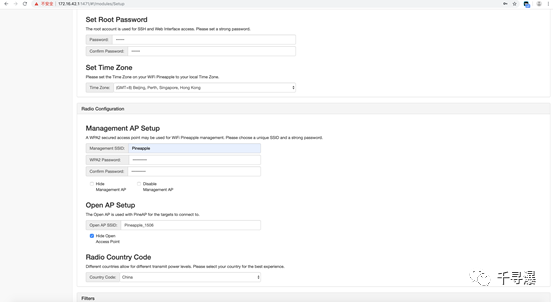 不安全 | 172.16.42.1:1471/#!/modules/Setup
Set Root Password
The root account is used for SSH and Web Interface access. Please set a strong password.
Password:
Confirm Password:
Set Time Zone
Please set the Time Zone on your WiFi Pineapple to your local Time Zone.
Time Zone: (GMT+8) Beijing, Perth, Singapore, Hong Kong
Radio Configuration
Management AP Setup
A WPA2 secured access point may be used for WiFi Pineapple management. Please choose a unique SSID and a strong password.
Management SSID: Pineapple
WPA2 Password:
Confirm Password:
Hide Management AP
Disable Management AP
Open AP Setup
The Open AP is used with PineAP for the targets to connect to.
Open AP SSID: Pineapple_1508
Hide Open Access Point
Radio Country Code
Different countries allow for different transmit power levels. Please select your country for the best experience.
Country Code: China
Filters
千寻瀑